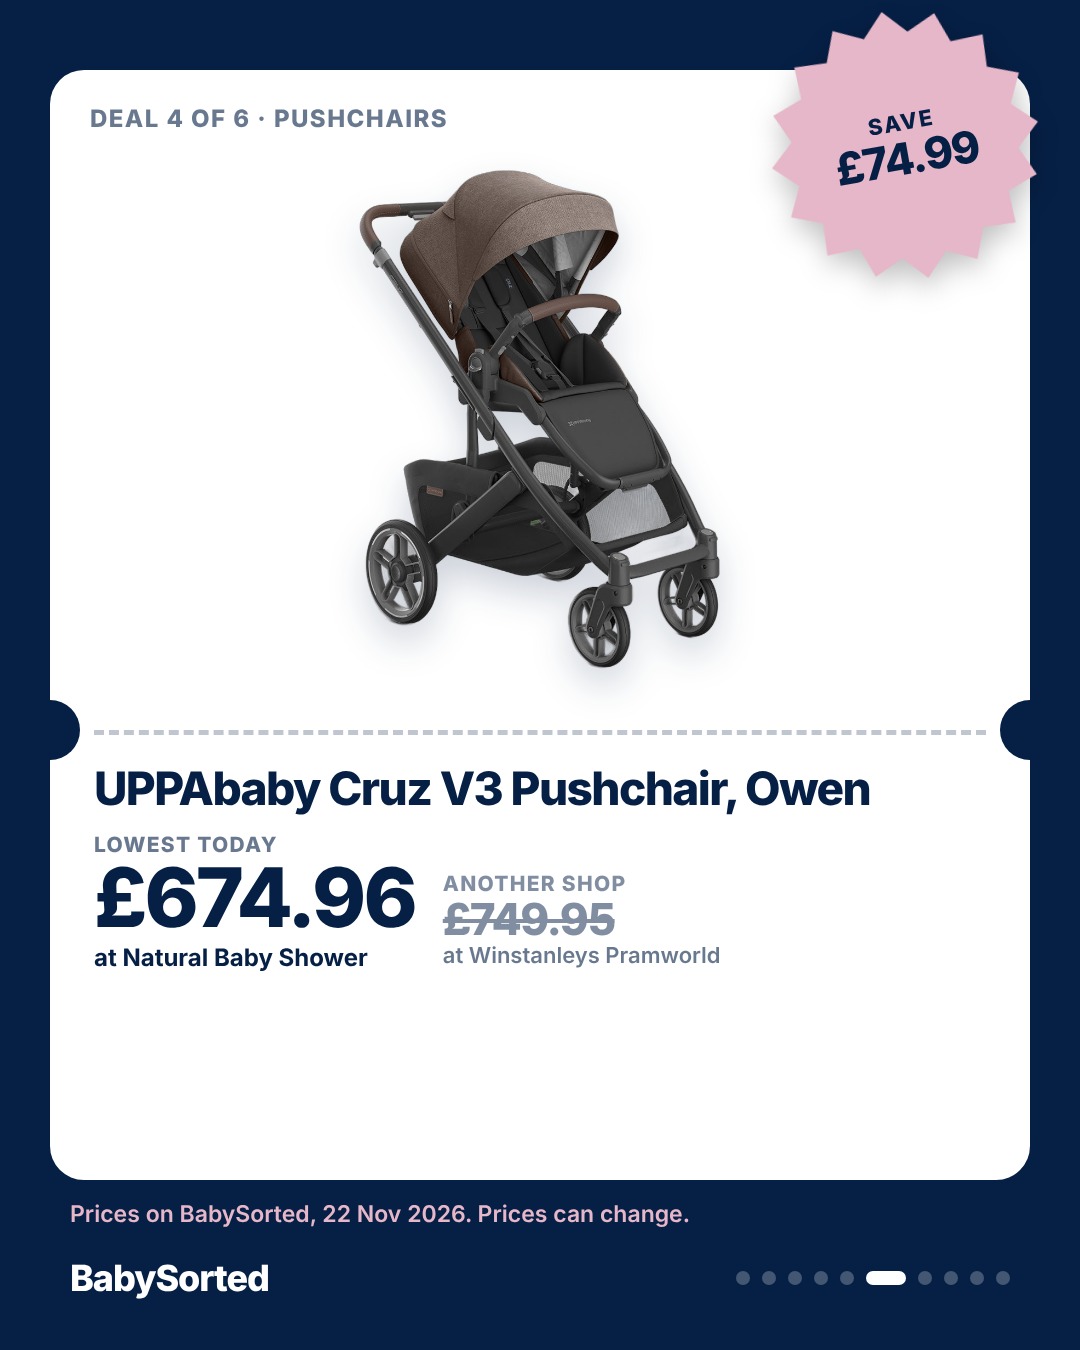 DEAL 4 OF 6 · PUSHCHAIRS
SAVE
£74.99
UPPAbaby Cruz V3 Pushchair, Owen
LOWEST TODAY
£674.96
at Natural Baby Shower
ANOTHER SHOP
£749.95
at Winstanleys Pramworld
Prices on BabySorted, 22 Nov 2026. Prices can change.
BabySorted